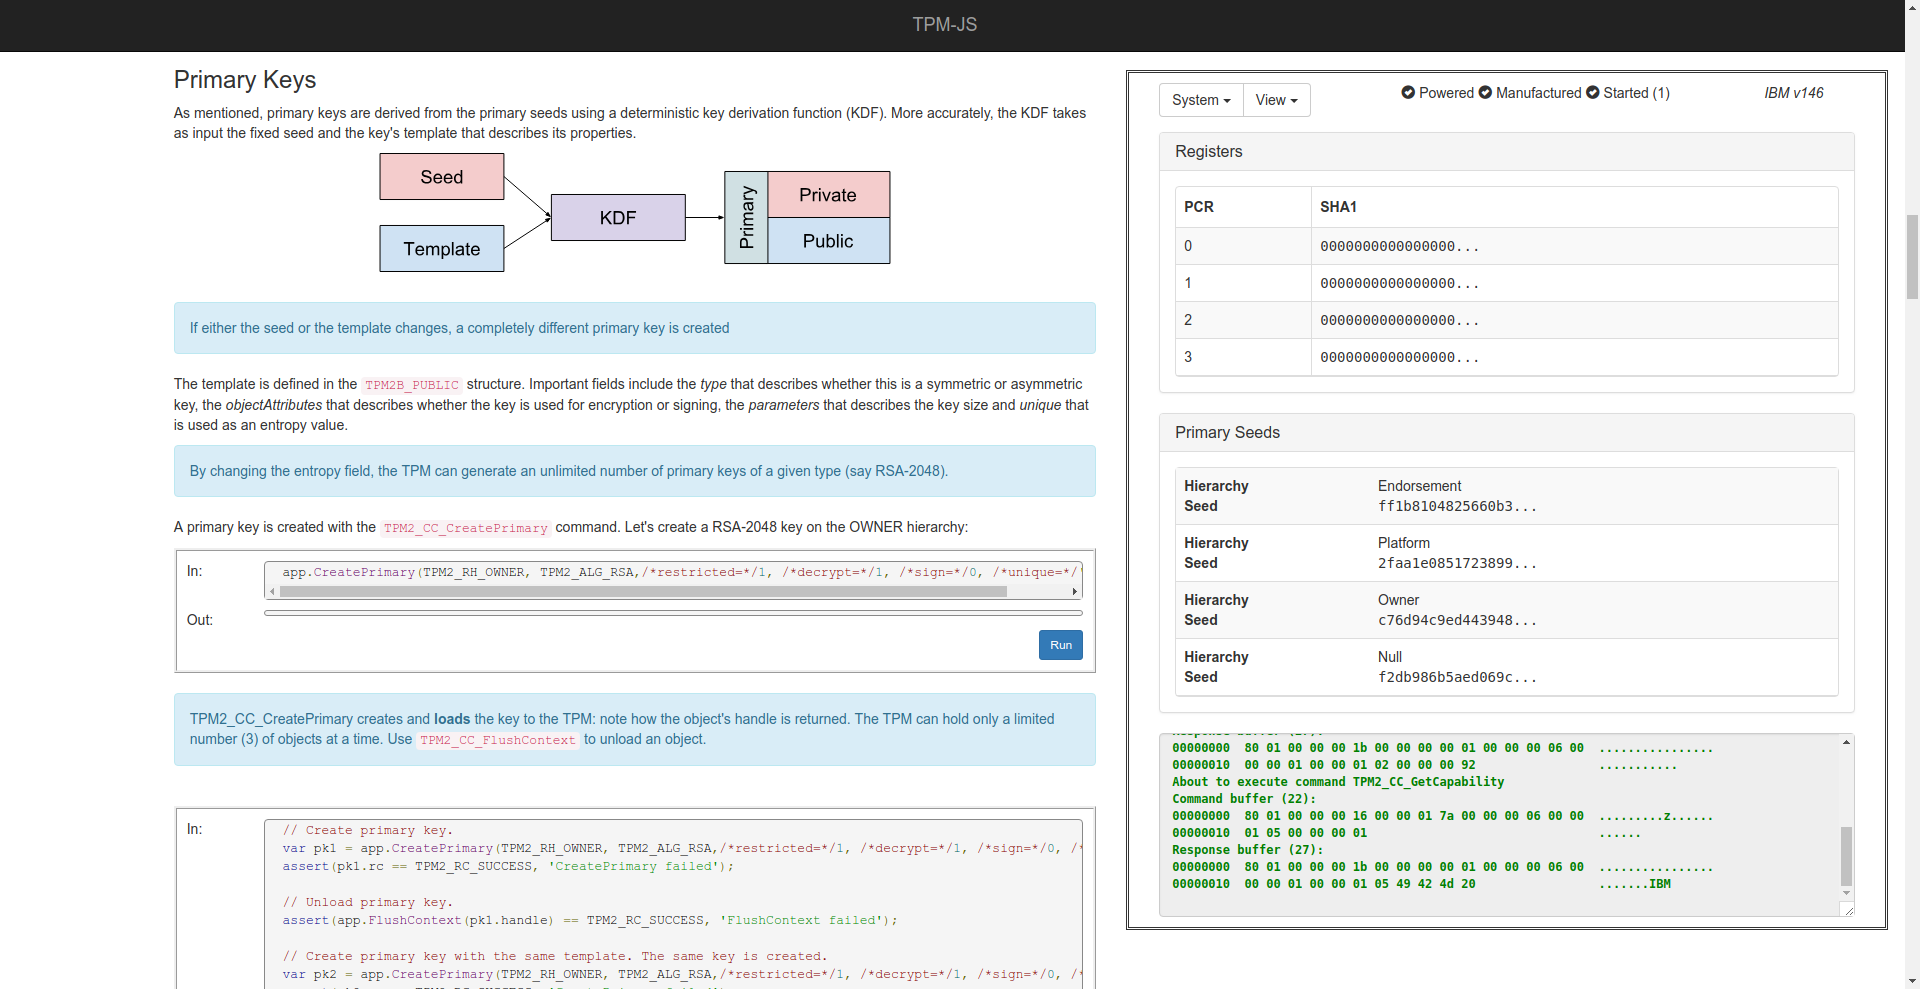 TPM-JS
Primary Keys
As mentioned, primary keys are derived from the primary seeds using a deterministic key derivation function (KDF). More accurately, the KDF takes
as input the fixed seed and the key's template that describes its properties.
Seed
Template
KDF
Primary
Private
Public
If either the seed or the template changes, a completely different primary key is created
The template is defined in the TPM2B_PUBLIC structure. Important fields include the type that describes whether this is a symmetric or asymmetric
key, the objectAttributes that describes whether the key is used for encryption or signing, the parameters that describes the key size and unique that
is used as an entropy value.
By changing the entropy field, the TPM can generate an unlimited number of primary keys of a given type (say RSA-2048).
A primary key is created with the TPM2_CC_CreatePrimary command. Let's create a RSA-2048 key on the OWNER hierarchy:
In:
app.CreatePrimary(TPM2_RH_OWNER, TPM2_ALG_RSA,/*restricted=*/1, /*decrypt=*/1, /*sign=*/0, /*unique=*/
Out:
Run
TPM2_CC_CreatePrimary creates and loads the key to the TPM: note how the object's handle is returned. The TPM can hold only a limited
number (3) of objects at a time. Use TPM2_CC_FlushContext to unload an object.
In:
// Create primary key.
var pk1 = app.CreatePrimary(TPM2_RH_OWNER, TPM2_ALG_RSA,/*restricted=*/1, /*decrypt=*/1, /*sign=*/0, /*
assert(pk1.rc == TPM2_RC_SUCCESS, 'CreatePrimary failed');
// Unload primary key.
assert(app.FlushContext(pk1.handle) == TPM2_RC_SUCCESS, 'FlushContext failed');
// Create primary key with the same template. The same key is created.
var pk2 = app.CreatePrimary(TPM2_RH_OWNER, TPM2_ALG_RSA,/*restricted=*/1, /*decrypt=*/1, /*sign=*/0, /*
System
View
Powered Manufactured Started (1)
IBM v146
Registers
PCR SHA1
0 0000000000000000...
1 0000000000000000...
2 0000000000000000...
3 0000000000000000...
Primary Seeds
Hierarchy Endorsement
Seed ff1b8104825660b3...
Hierarchy Platform
Seed 2faa1e0851723899...
Hierarchy Owner
Seed c76d94c9ed443948...
Hierarchy Null
Seed f2db986b5aed069c...
00000000 80 01 00 00 00 1b 00 00 00 00 01 00 00 00 06 00 ................
00000010 00 00 01 00 00 01 02 00 00 00 92 ...........
About to execute command TPM2_CC_GetCapability
Command buffer (22):
00000000 80 01 00 00 00 16 00 00 01 7a 00 00 00 06 00 00 .........z......
00000010 01 05 00 00 00 01 ......
Response buffer (27):
00000000 80 01 00 00 00 1b 00 00 00 00 01 00 00 00 06 00 ................
00000010 00 00 01 00 00 01 05 49 42 4d 20 .......IBM